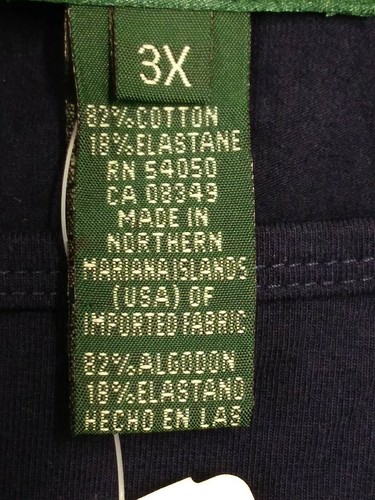 3X
82% COTTON
18% ELASTANE
RN 54050
CA 08349
MADE IN
NORTHERN
MARIANA ISLANDS
(USA) OF
IMPORTED FABRIC
82% ALGODON
18% ELASTANO
HECHO EN LAS